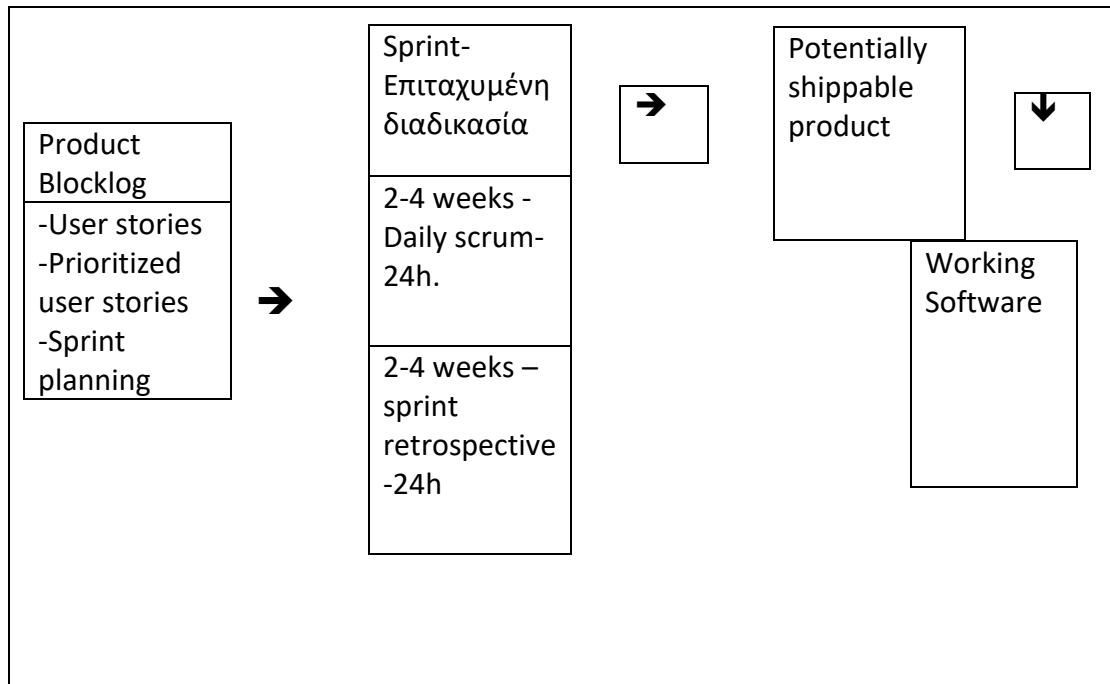 Product
Blocklog
-User stories
-Prioritized
user stories
-Sprint
planning
➔
Sprint-
Επιταχυμένη
διαδικασία
2-4 weeks -
Daily scrum-
24h.
2-4 weeks –
sprint
retrospective
-24h
➔
Potentially
shippable
product
🡻
Working
Software